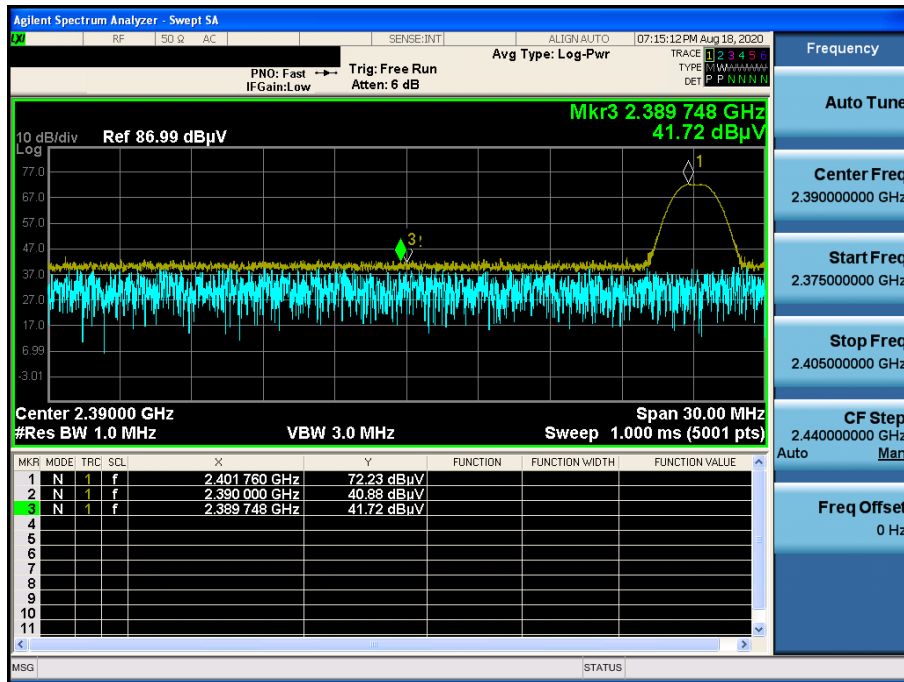 Agilent Spectrum Analyzer - Swept SA
LXI RF 50 Ω AC SENSE:INT ALIGN AUTO 07:15:12 PM Aug 18, 2020
PNO: Fast Trig: Free Run Avg Type: Log-Pwr TRACE 1 2 3 4 5 6
IFGain:Low Atten: 6 dB TYPE M W W W W W
DET P P N N N N
Mkr3 2.389 748 GHz
41.72 dBµV
10 dB/div Ref 86.99 dBµV
Log
77.0
67.0
57.0
47.0
37.0
27.0
17.0
6.99
-3.01
1
3
Center 2.39000 GHz Span 30.00 MHz
#Res BW 1.0 MHz VBW 3.0 MHz Sweep 1.000 ms (5001 pts)
MKR MODE TRC SCL X Y FUNCTION FUNCTION WIDTH FUNCTION VALUE
1 N 1 f 2.401 760 GHz 72.23 dBµV
2 N 1 f 2.390 000 GHz 40.88 dBµV
3 N 1 f 2.389 748 GHz 41.72 dBµV
4
5
6
7
8
9
10
11
MSG STATUS
Frequency
Auto Tune
Center Freq
2.390000000 GHz
Start Freq
2.375000000 GHz
Stop Freq
2.405000000 GHz
CF Step
2.440000000 GHz
Auto Man
Freq Offset
0 Hz